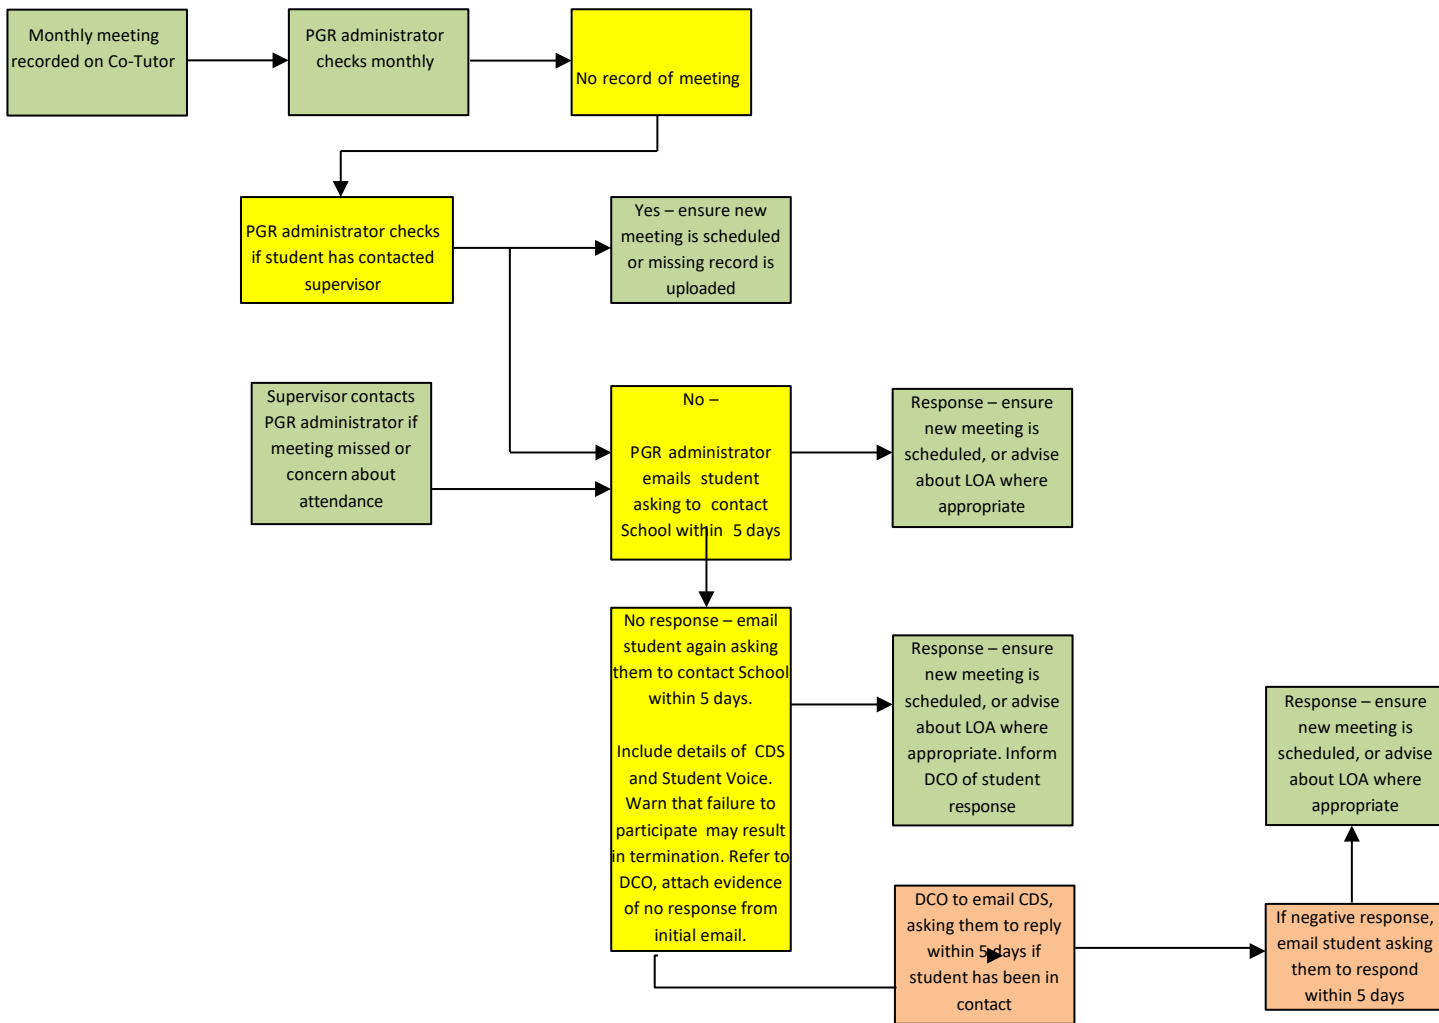 Monthly meeting
recorded on Co-Tutor
PGR administrator
checks monthly
No record of meeting
PGR administrator checks
if student has contacted
supervisor
Yes – ensure new
meeting is scheduled
or missing record is
uploaded
Supervisor contacts
PGR administrator if
meeting missed or
concern about
attendance
No –
PGR administrator
emails student
asking to contact
School within 5 days
Response – ensure
new meeting is
scheduled, or advise
about LOA where
appropriate
No response – email
student again asking
them to contact School
within 5 days.
Include details of CDS
and Student Voice.
Warn that failure to
participate may result
in termination. Refer to
DCO, attach evidence
of no response from
initial email.
Response – ensure
new meeting is
scheduled, or advise
about LOA where
appropriate. Inform
DCO of student
response
DCO to email CDS,
asking them to reply
within 5 days if
student has been in
contact
If negative response,
email student asking
them to respond
within 5 days
Response – ensure
new meeting is
scheduled, or advise
about LOA where
appropriate